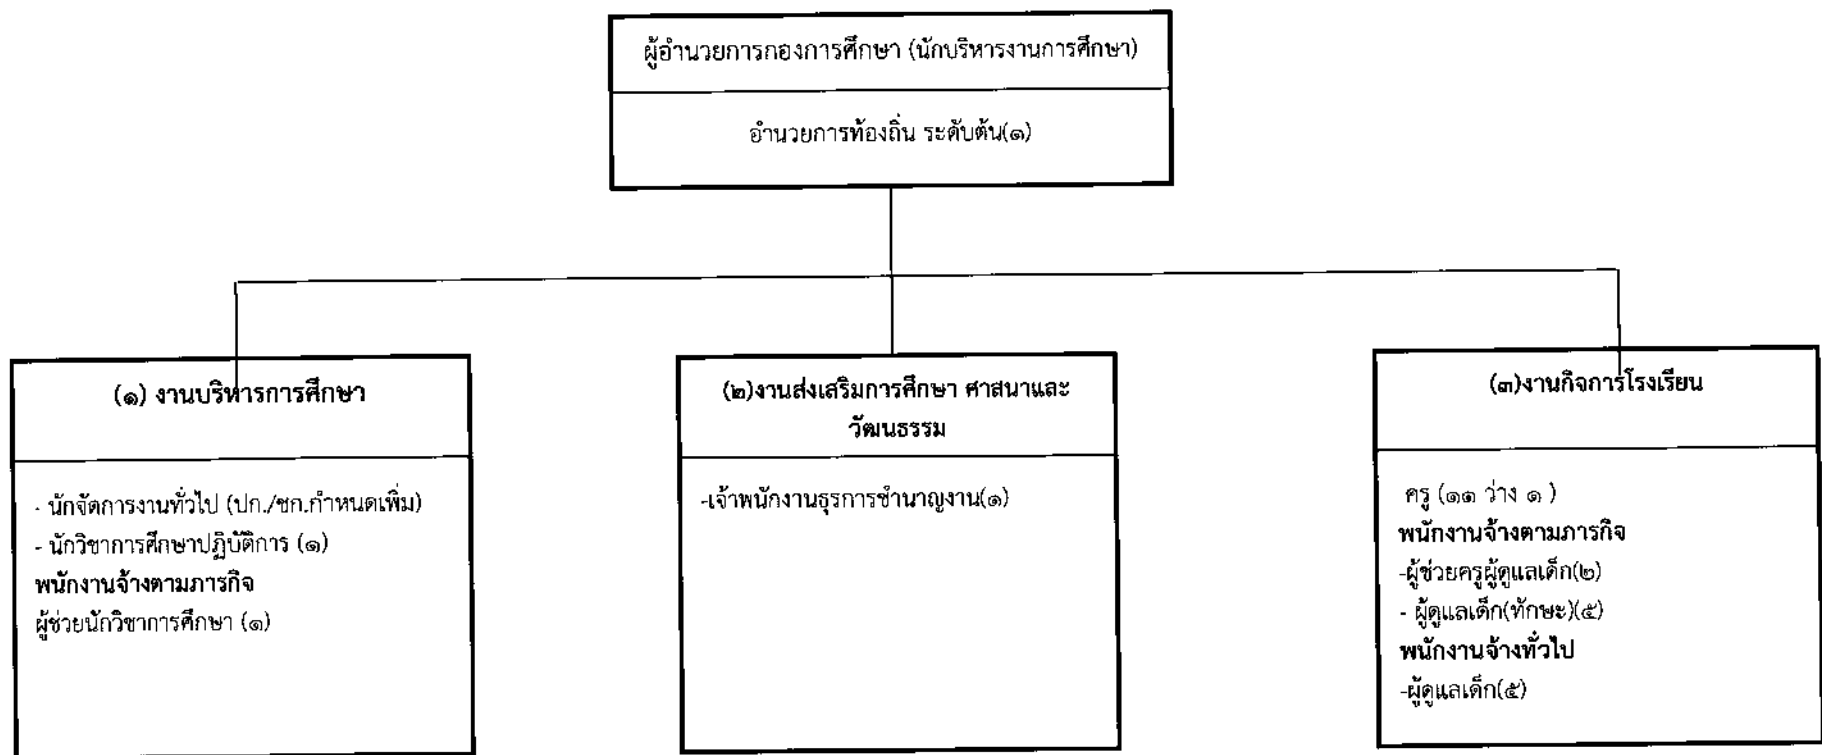 ผู้อำนวยการกองการศึกษา (นักบริหารงานการศึกษา)
อำนวยการท้องถิ่น ระดับต้น(๑)
(๑) งานบริหารการศึกษา
- นักจัดการงานทั่วไป (ปก./ชก.กำหนดเพิ่ม)
- นักวิชาการศึกษาปฏิบัติการ (๑)
พนักงานจ้างตามภารกิจ
ผู้ช่วยนักวิชาการศึกษา (๑)
(๒)งานส่งเสริมการศึกษา ศาสนาและ
วัฒนธรรม
-เจ้าพนักงานธุรการชำนาญงาน(๑)
(๓)งานกิจการโรงเรียน
ครู (๑๑ ว่าง ๑ )
พนักงานจ้างตามภารกิจ
-ผู้ช่วยครูผู้ดูแลเด็ก(๒)
- ผู้ดูแลเด็ก(ทักษะ)(๕)
พนักงานจ้างทั่วไป
-ผู้ดูแลเด็ก(๕)